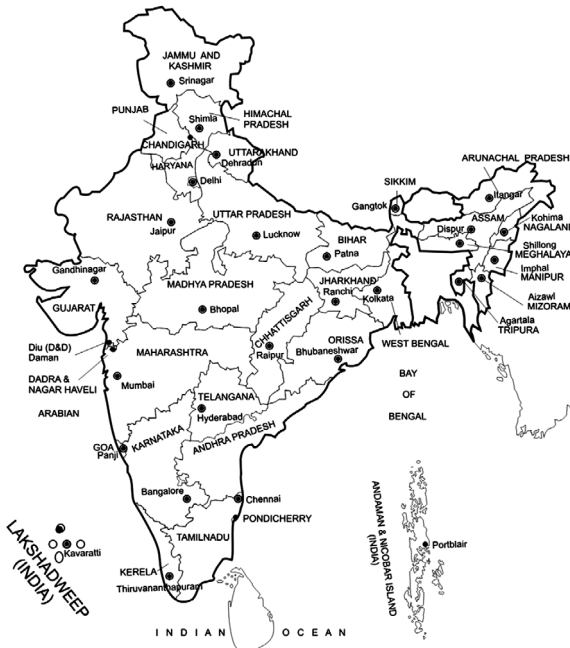 JAMMU AND
KASHMIR
Srinagar
PUNJAB
HIMACHAL
PRADESH
Shimla
CHANDIGARH
UTTARAKHAND
Dehradun
HARYANA
Delhi
ARUNACHAL PRADESH
SIKKIM
Itangar
Gangtok
RAJASTHAN
Jaipur
UTTAR PRADESH
Lucknow
ASSAM
Dispur
Kohima
NAGALAND
BIHAR
Patna
Shillong
MEGHALAYA
Gandhinagar
Imphal
MANIPUR
MADHYA PRADESH
JHARKHAND
Ranchi
Kolkata
Aizawl
MIZORAM
GUJARAT
Bhopal
CHHATTISGARH
Agartala
TRIPURA
Diu (D&D)
Daman
MAHARASHTRA
Raipur
ORISSA
Bhubaneshwar
WEST BENGAL
DADRA &
NAGAR HAVELI
Mumbai
BAY
OF
BENGAL
ARABIAN
TELANGANA
Hyderabad
GOA
Panji
KARNATAKA
ANDHRA PRADESH
Bangalore
Chennai
PONDICHERRY
TAMILNADU
LAKSHADWEEP
(INDIA)
Kavaratti
ANDAMAN & NICOBAR ISLAND
(INDIA)
Portblair
KERELA
Thiruvananthapuram
INDIAN OCEAN